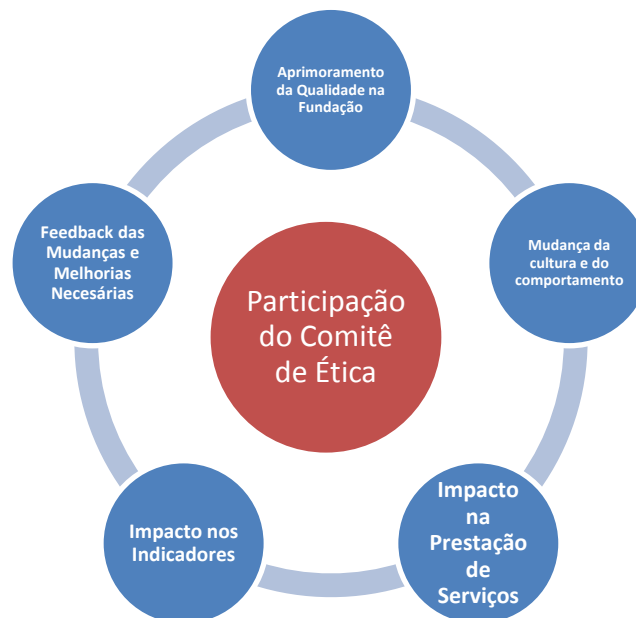 Aprimoramento
da Qualidade na
Fundação
Mudança da
cultura e do
comportamento
Impacto
na
Prestação
de
Serviços
Impacto nos
Indicadores
Feedback das
Mudanças e
Melhorias
Necesárias
Participação
do Comitê
de Ética